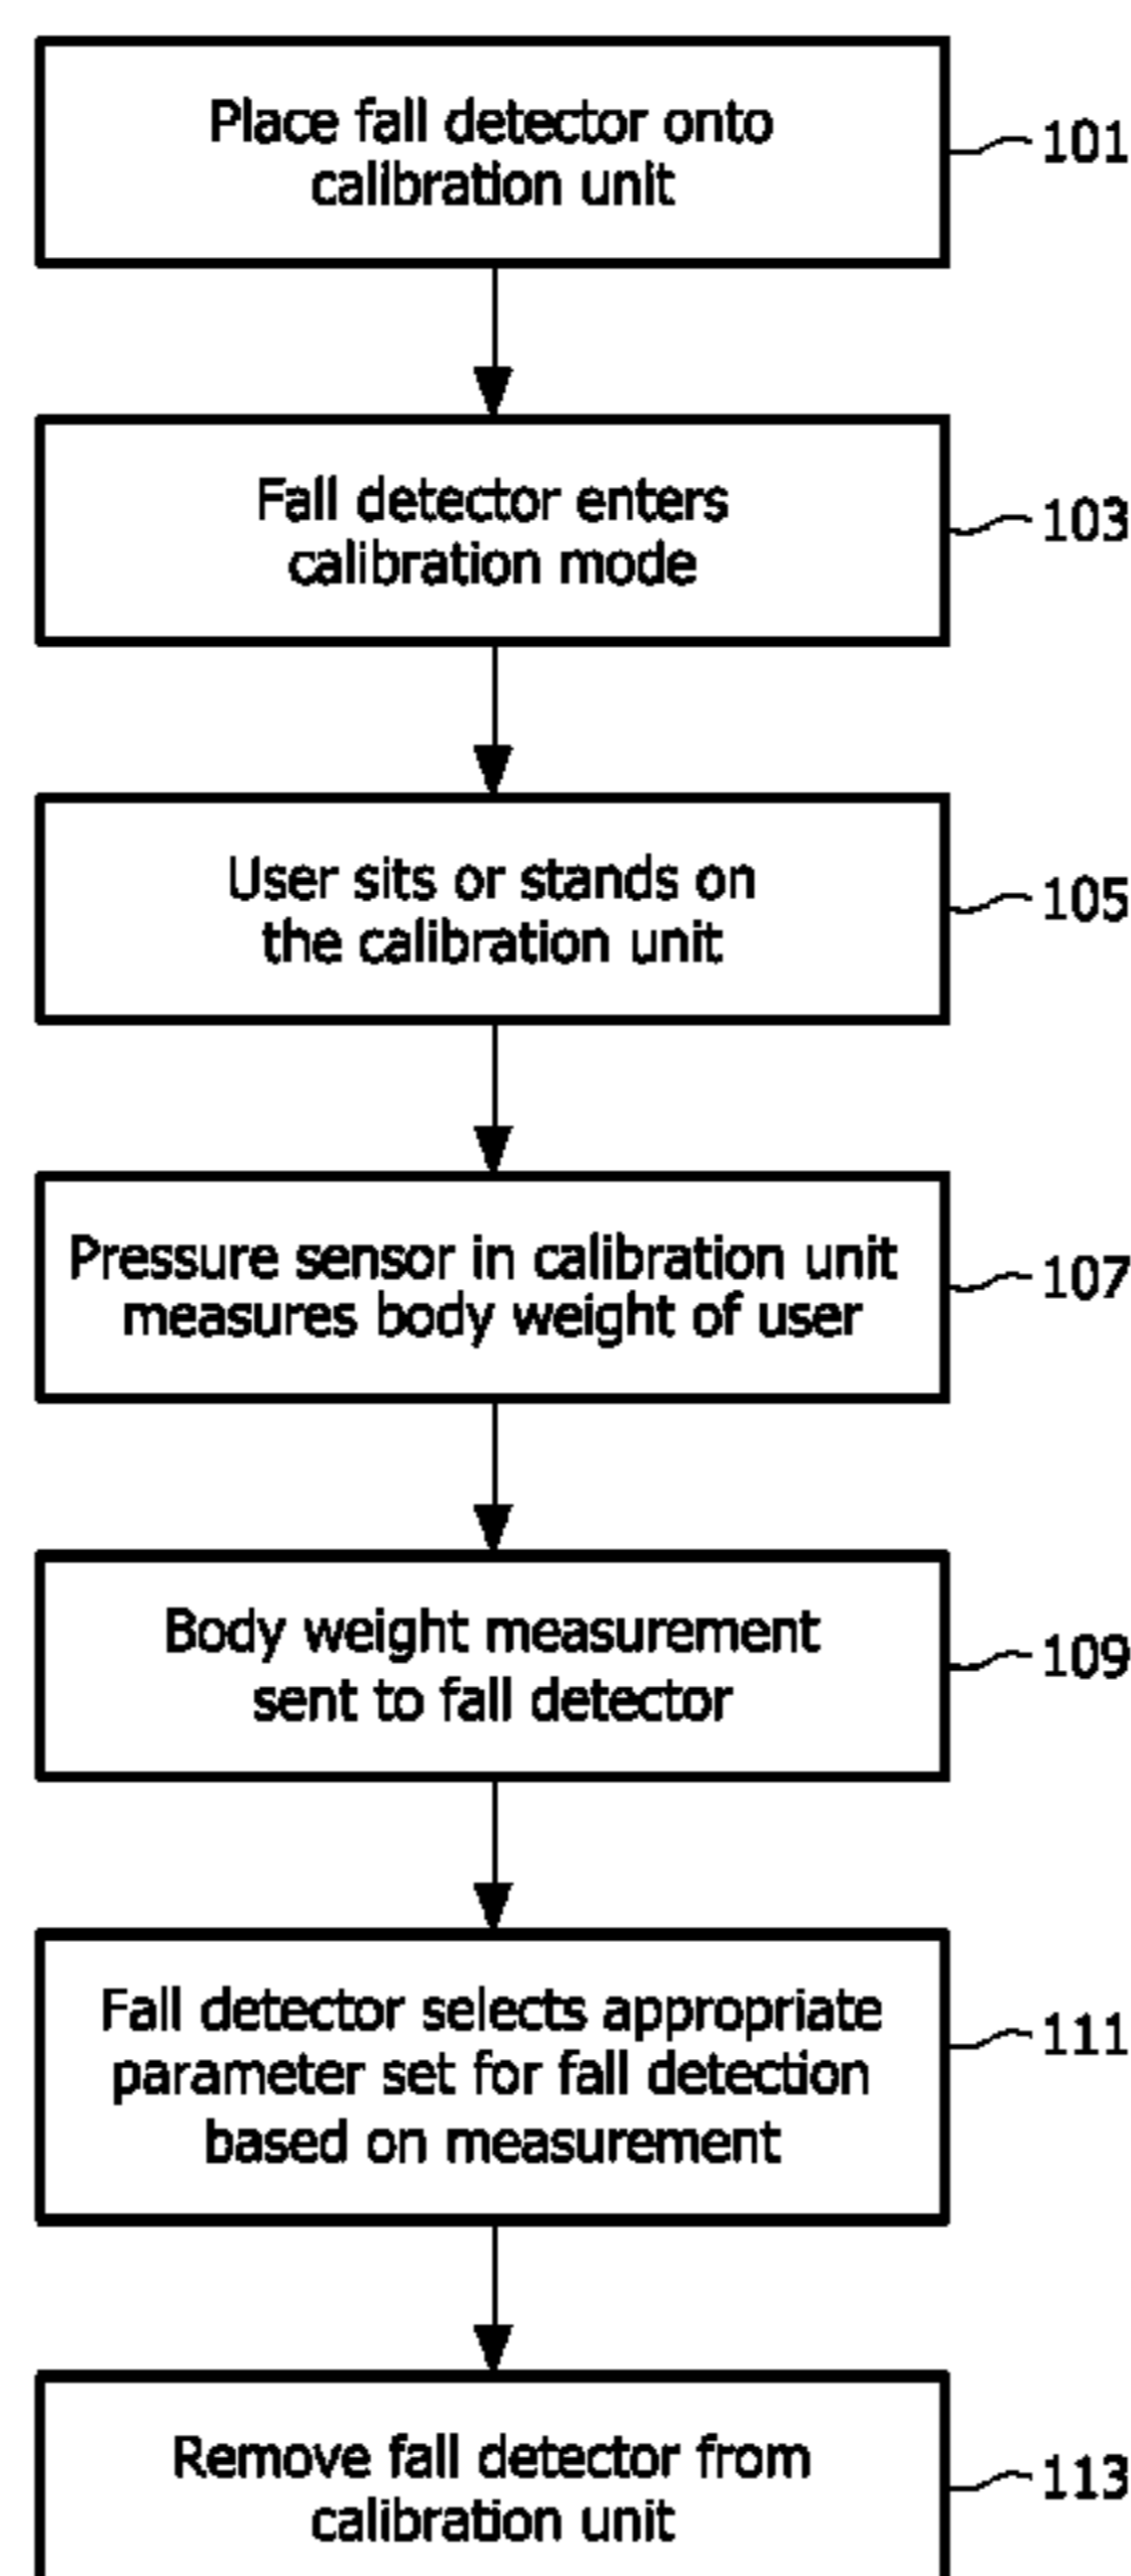 Place fall detector onto
calibration unit
101
Fall detector enters
calibration mode
103
User sits or stands on
the calibration unit
105
Pressure sensor in calibration unit
measures body weight of user
107
Body weight measurement
sent to fall detector
109
Fall detector selects appropriate
parameter set for fall detection
based on measurement
111
Remove fall detector from
calibration unit
113